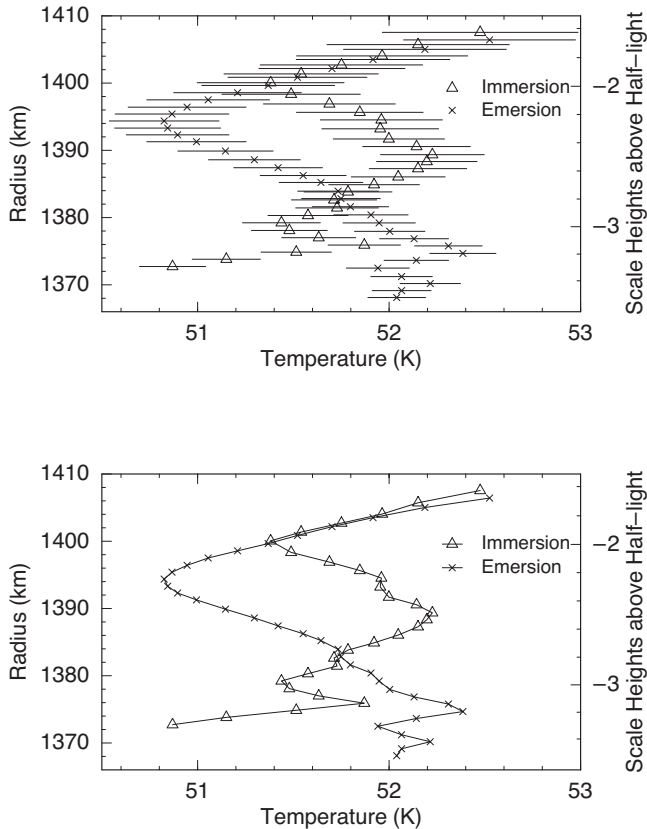 1410
1400
1390
1380
1370
Radius (km)
51
52
53
Temperature (K)
Immersion
Emersion
−2
−3
Scale Heights above Half−light
1410
1400
1390
1380
1370
Radius (km)
51
52
53
Temperature (K)
Immersion
Emersion
−2
−3
Scale Heights above Half−light